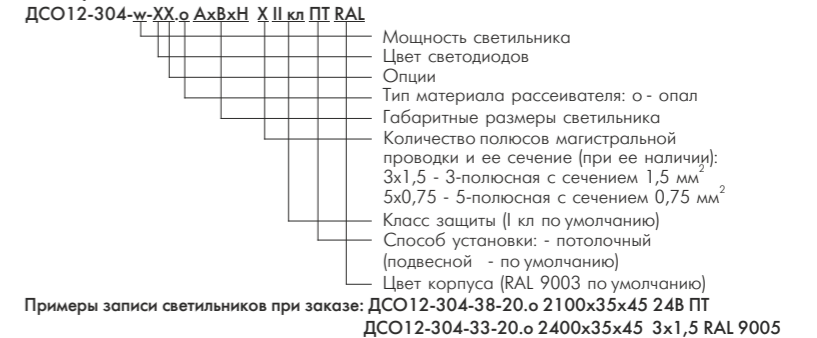 ДСО12-304-w-XX.о АхВхН X II кл ПТ RAL
Мощность светильника
Цвет светодиодов
Опции
Тип материала рассеивателя: о - опал
Габаритные размеры светильника
Количество полюсов магистральной
проводки и ее сечение (при ее наличии):
3х1,5 - 3-полюсная с сечением 1,5 мм²
5х0,75 - 5-полюсная с сечением 0,75 мм²
Класс защиты (I кл по умолчанию)
Способ установки: - потолочный
(подвесной - по умолчанию)
Цвет корпуса (RAL 9003 по умолчанию)
Примеры записи светильников при заказе: ДСО12-304-38-20.о 2100х35х45 24В ПТ
ДСО12-304-33-20.о 2400х35х45 3х1,5 RAL 9005